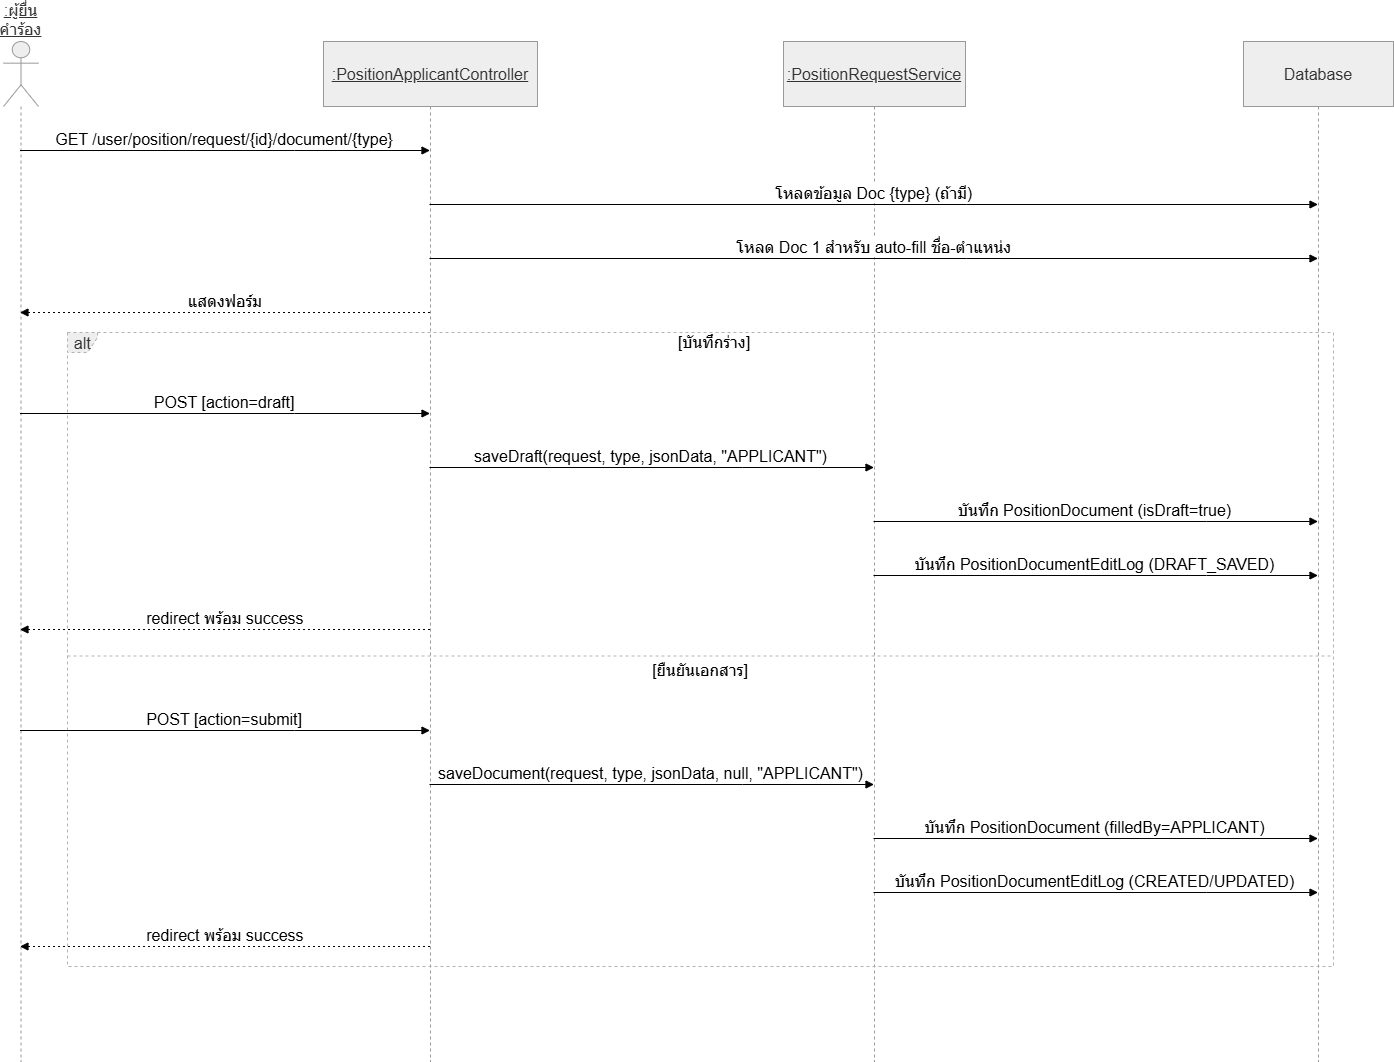 :ผู้ยื่น
คำร้อง
:PositionApplicantController
:PositionRequestService
Database
GET /user/position/request/{id}/document/{type}
โหลดข้อมูล Doc {type} (ถ้ามี)
โหลด Doc 1 สำหรับ auto-fill ชื่อ-ตำแหน่ง
แสดงฟอร์ม
alt
[บันทึกร่าง]
POST [action=draft]
saveDraft(request, type, jsonData, "APPLICANT")
บันทึก PositionDocument (isDraft=true)
บันทึก PositionDocumentEditLog (DRAFT_SAVED)
redirect พร้อม success
[ยืนยันเอกสาร]
POST [action=submit]
saveDocument(request, type, jsonData, null, "APPLICANT")
บันทึก PositionDocument (filledBy=APPLICANT)
บันทึก PositionDocumentEditLog (CREATED/UPDATED)
redirect พร้อม success